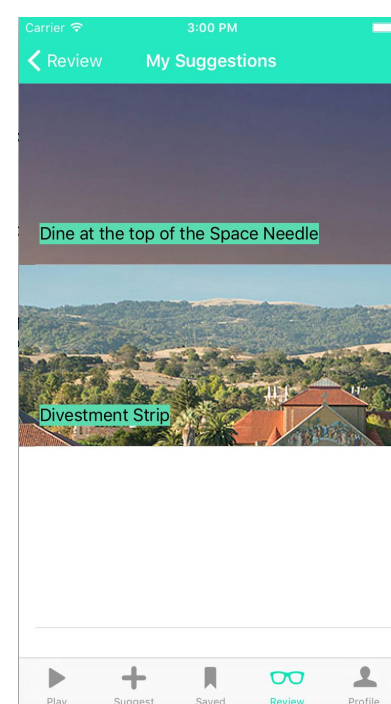 Carrier 3:00 PM
Review My Suggestions
Dine at the top of the Space Needle
Divestment Strip
Play Suggest Saved Review Profile